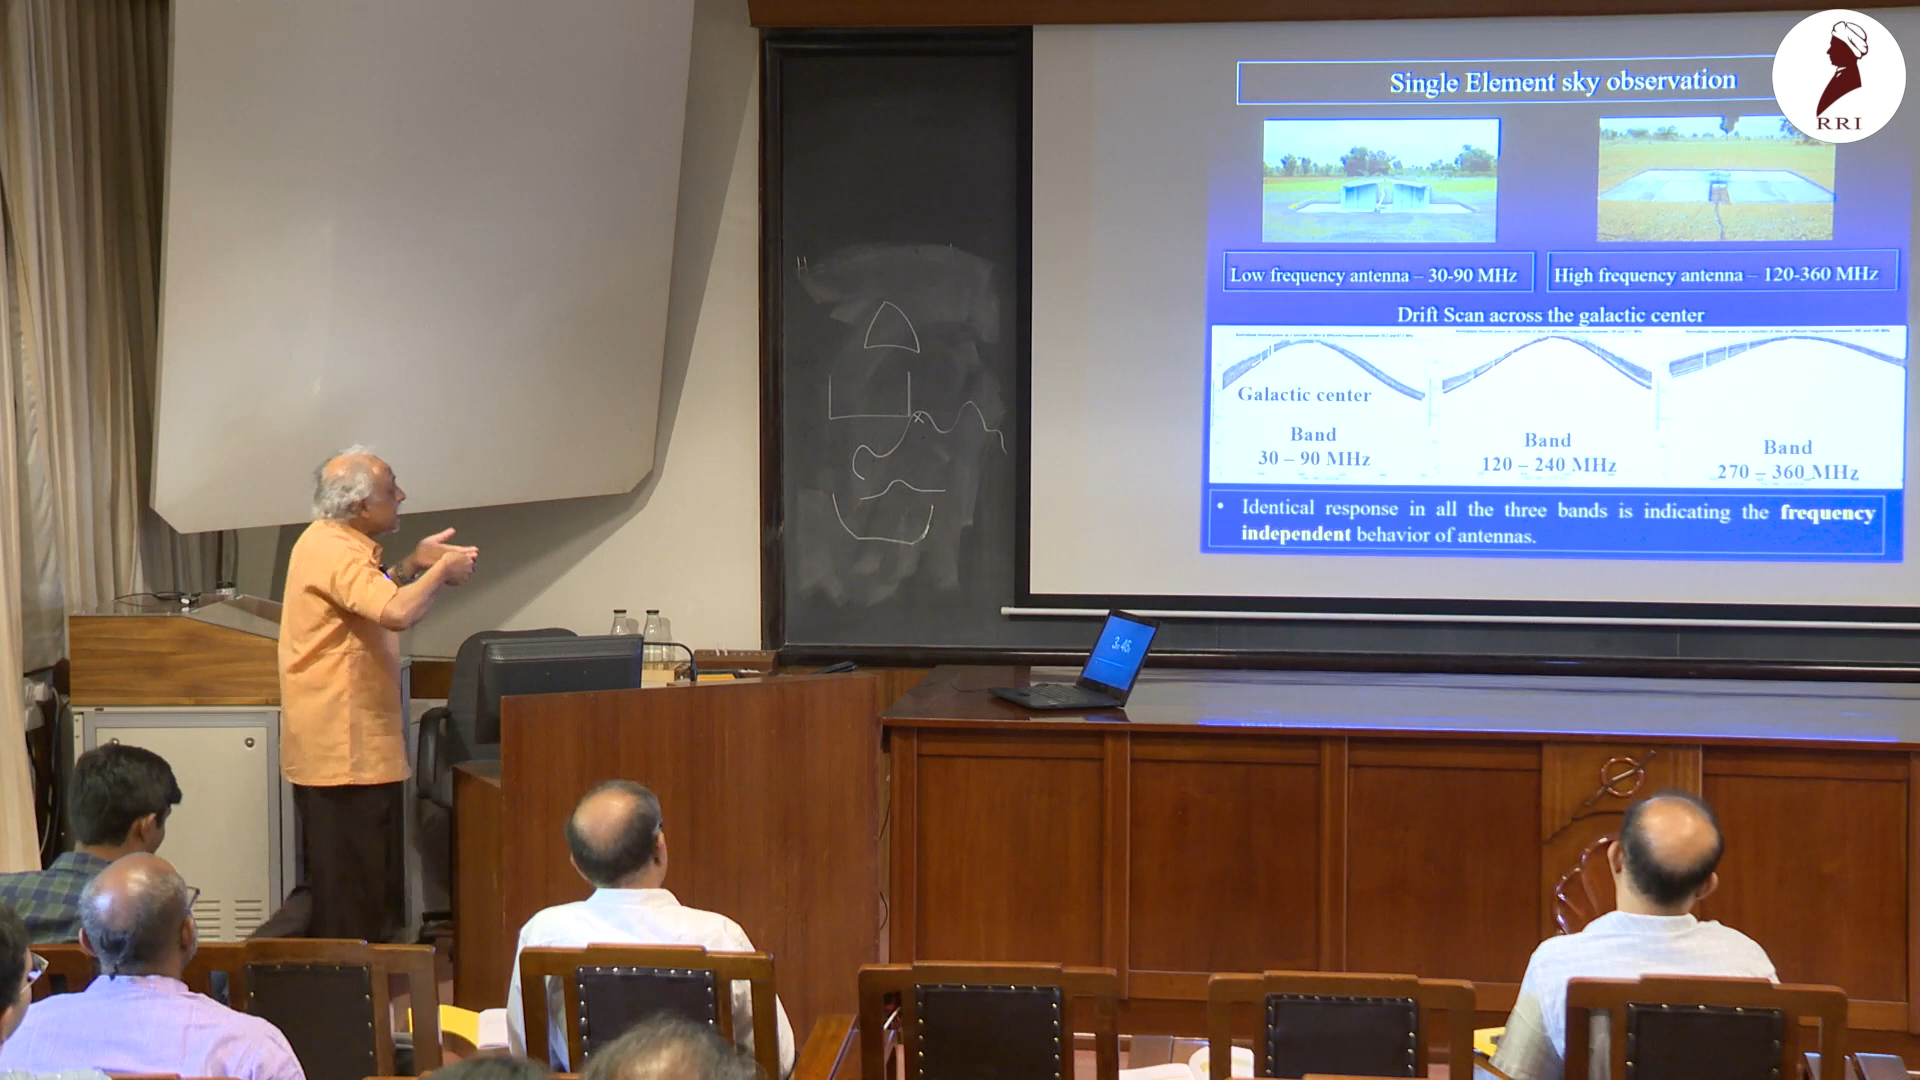 Single Element sky observation
RRI
Low frequency antenna – 30-90 MHz
High frequency antenna – 120-360 MHz
Drift Scan across the galactic center
Galactic center
Band
30 – 90 MHz
Band
120 – 240 MHz
Band
270 – 360 MHz
• Identical response in all the three bands is indicating the frequency
independent behavior of antennas.